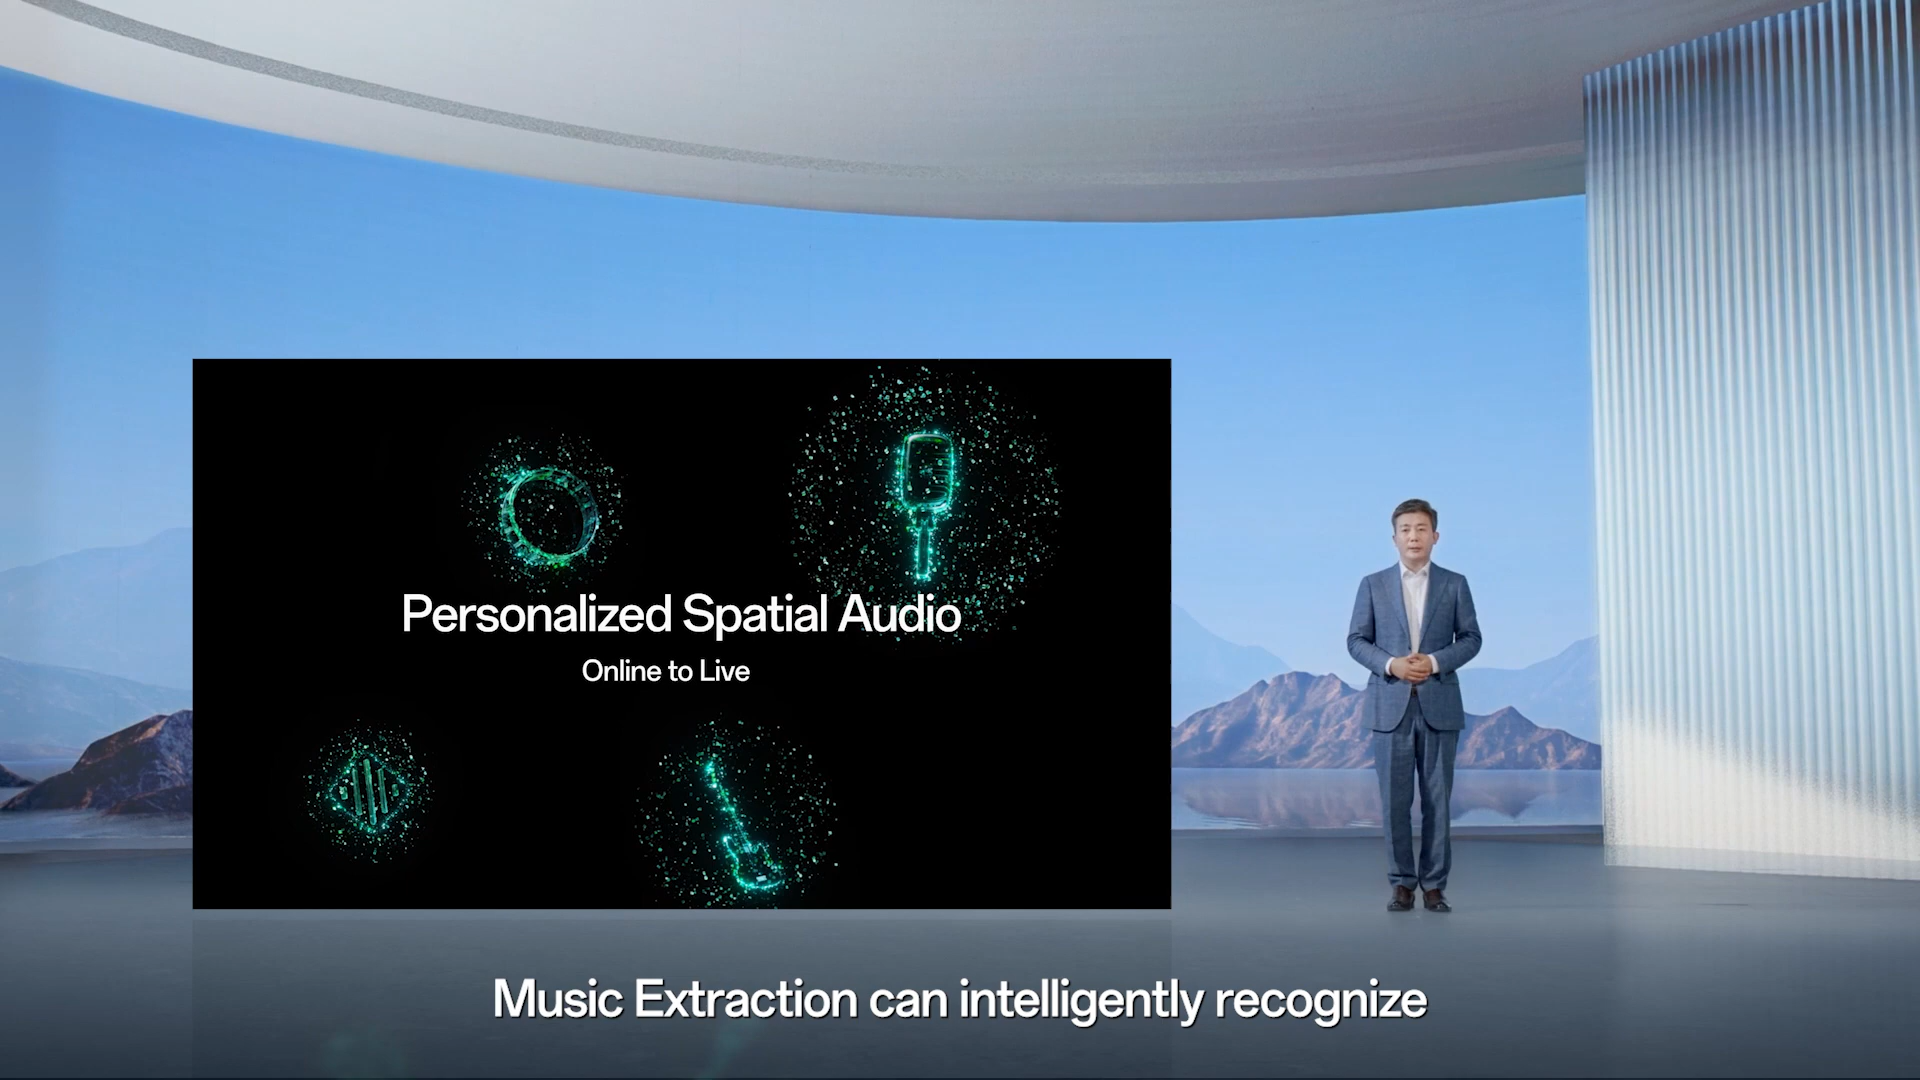 Personalized Spatial Audio
Online to Live
Music Extraction can intelligently recognize